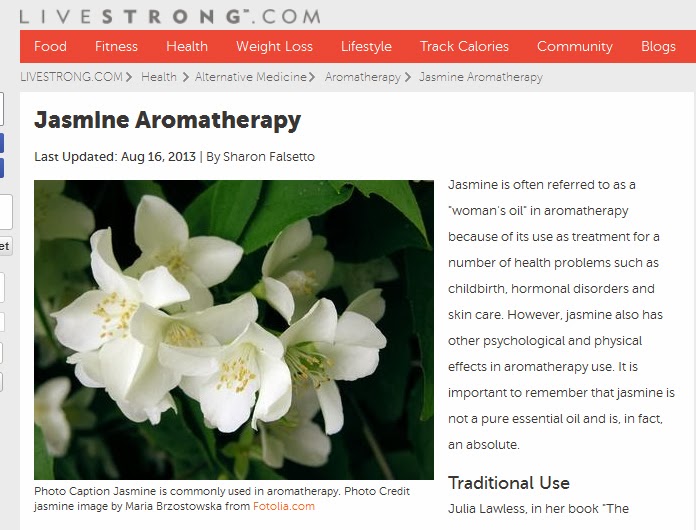 LIVESTRONG™.COM
Food Fitness Health Weight Loss Lifestyle Track Calories Community Blogs
LIVESTRONG.COM > Health > Alternative Medicine > Aromatherapy > Jasmine Aromatherapy
Jasmine Aromatherapy
Last Updated: Aug 16, 2013 | By Sharon Falsetto
Jasmine is often referred to as a
"woman's oil" in aromatherapy
because of its use as treatment for a
number of health problems such as
childbirth, hormonal disorders and
skin care. However, jasmine also has
other psychological and physical
effects in aromatherapy use. It is
important to remember that jasmine is
not a pure essential oil and is, in fact,
an absolute.
Photo Caption Jasmine is commonly used in aromatherapy. Photo Credit
jasmine image by Maria Brzostowska from Fotolia.com
Traditional Use
Julia Lawless, in her book "The
et